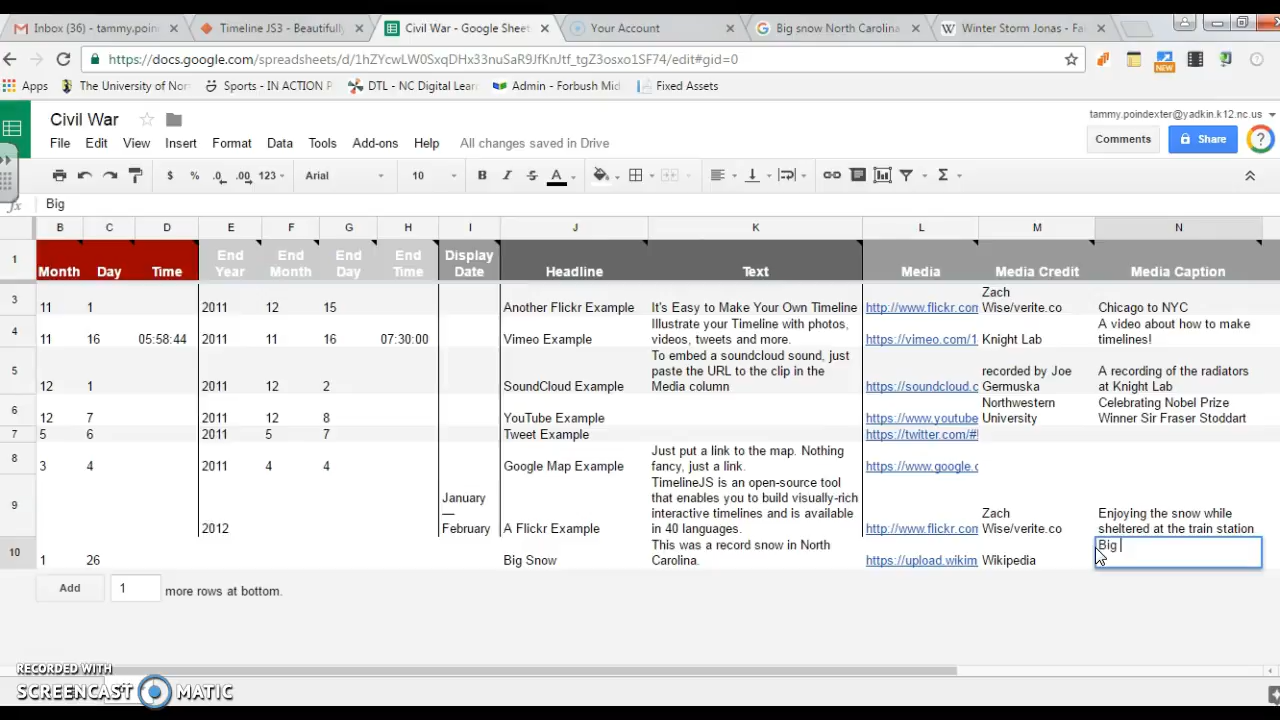 Inbox (36) - tammy.poin
Timeline JS3 - Beautifully
Civil War - Google Sheet
Your Account
Big snow North Carolina
Winter Storm Jonas - Fa
Apps
The University of Nor
Sports - IN ACTION P
DTL - NC Digital Lear
Admin - Forbush Mid
Fixed Assets
NEW
Civil War
tammy.poindexter@yadkin.k12.nc.us
File Edit View Insert Format Data Tools Add-ons Help All changes saved in Drive
Comments
Share
$ % .0 .00 123 Arial 10 B I S A
fx Big
B C D E F G H I J K L M N
1 Month Day Time End Year End Month End Day End Time Display Date Headline Text Media Media Credit Media Caption
3 11 1 2011 12 15 Another Flickr Example It's Easy to Make Your Own Timeline http://www.flickr.com Zach Wise/verite.co Chicago to NYC
4 11 16 05:58:44 2011 11 16 07:30:00 Vimeo Example Illustrate your Timeline with photos, videos, tweets and more. https://vimeo.com/1 Knight Lab A video about how to make timelines!
5 12 1 2011 12 2 SoundCloud Example To embed a soundcloud sound, just paste the URL to the clip in the Media column https://soundcloud.c recorded by Joe Germuska A recording of the radiators at Knight Lab
6 12 7 2011 12 8 YouTube Example https://www.youtube Northwestern University Celebrating Nobel Prize Winner Sir Fraser Stoddart
7 5 6 2011 5 7 Tweet Example https://twitter.com/#!
8 3 4 2011 4 4 Google Map Example Just put a link to the map. Nothing fancy, just a link. https://www.google.c
9 2012 January — February A Flickr Example TimelineJS is an open-source tool that enables you to build visually-rich interactive timelines and is available in 40 languages. http://www.flickr.com Zach Wise/verite.co Enjoying the snow while sheltered at the train station
10 1 26 Big Snow This was a record snow in North Carolina. https://upload.wikim Wikipedia Big
Add 1 more rows at bottom.
RECORDED WITH
SCREENCAST MATIC